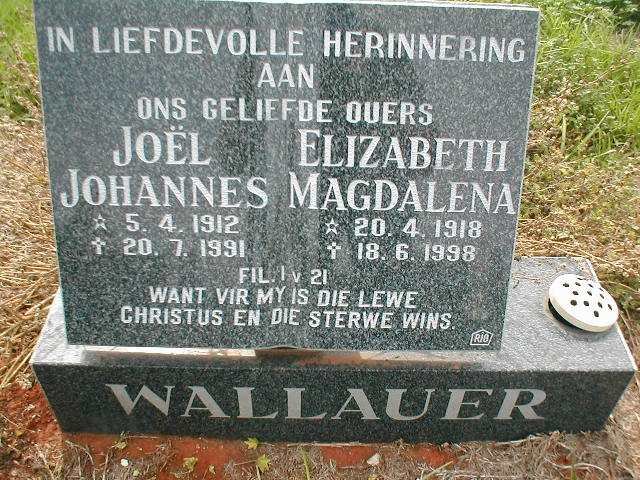 IN LIEFDEVOLLE HERINNERING
AAN
ONS GELIEFDE OUERS
JOËL ELIZABETH
JOHANNES MAGDALENA
☆ 5. 4. 1912 ☆ 20. 4. 1918
✝ 20. 7. 1991 ✝ 18. 6. 1998
FIL. 1 V 21
WANT VIR MY IS DIE LEWE
CHRISTUS EN DIE STERWE WINS.
RIO
WALLAUER